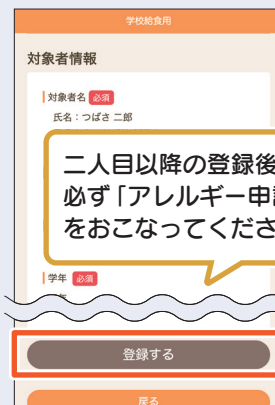 学校給食用
対象者情報
対象者名 必須
氏名：つばさ 二郎
二人目以降の登録後
必ず「アレルギー申
をおこなってくださ
学年 必須
登録する
戻る